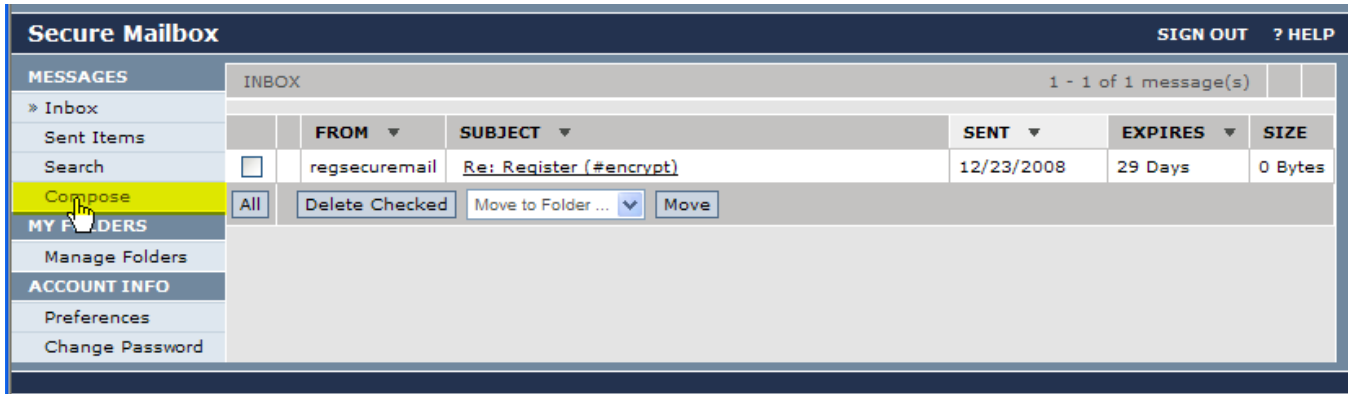 Secure Mailbox SIGN OUT ? HELP
MESSAGES
» Inbox
Sent Items
Search
Compose
MY FOLDERS
Manage Folders
ACCOUNT INFO
Preferences
Change Password
INBOX 1 - 1 of 1 message(s)
FROM ▼ SUBJECT ▼ SENT ▼ EXPIRES ▼ SIZE
regsecuremail Re: Register (#encrypt) 12/23/2008 29 Days 0 Bytes
All Delete Checked Move to Folder ... Move